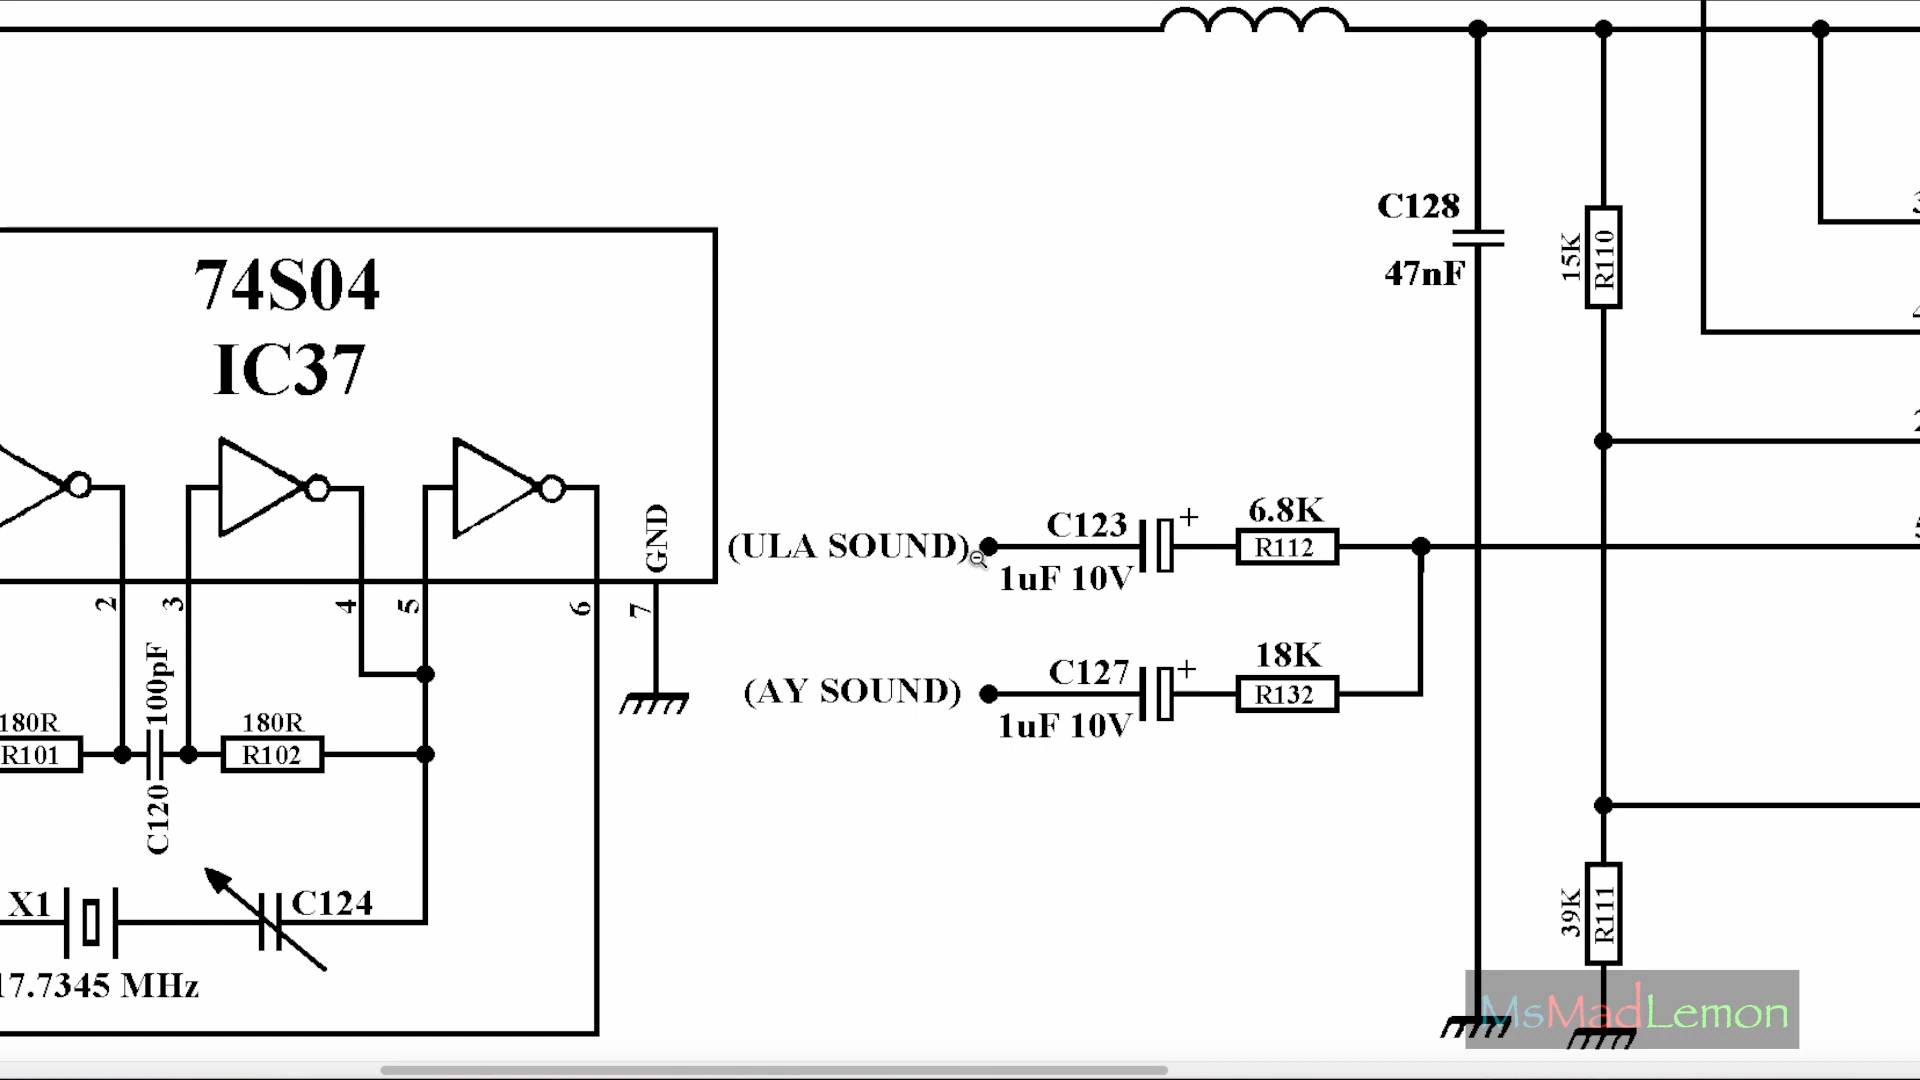 C128
47nF
15K
R110
74S04
IC37
GND
(ULA SOUND)
C123
+
1uF 10V
6.8K
R112
2
3
4
5
6
7
(AY SOUND)
C127
+
1uF 10V
18K
R132
100pF
C120
180R
R101
180R
R102
X1
C124
17.7345 MHz
39K
R111
MsMadLemon